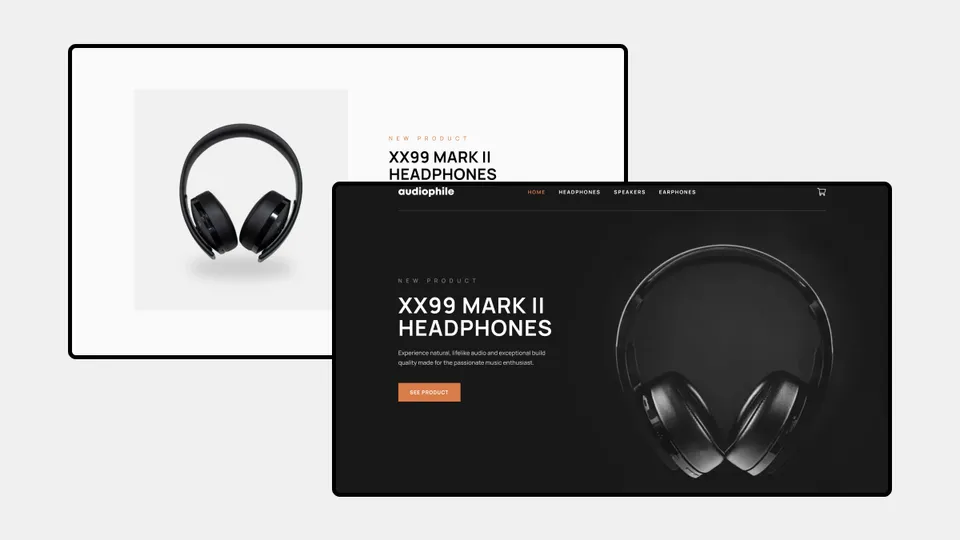 NEW PRODUCT
XX99 MARK II
HEADPHONES
audiophile
HOME HEADPHONES SPEAKERS EARPHONES
NEW PRODUCT
XX99 MARK II
HEADPHONES
Experience natural, lifelike audio and exceptional build
quality made for the passionate music enthusiast.
SEE PRODUCT